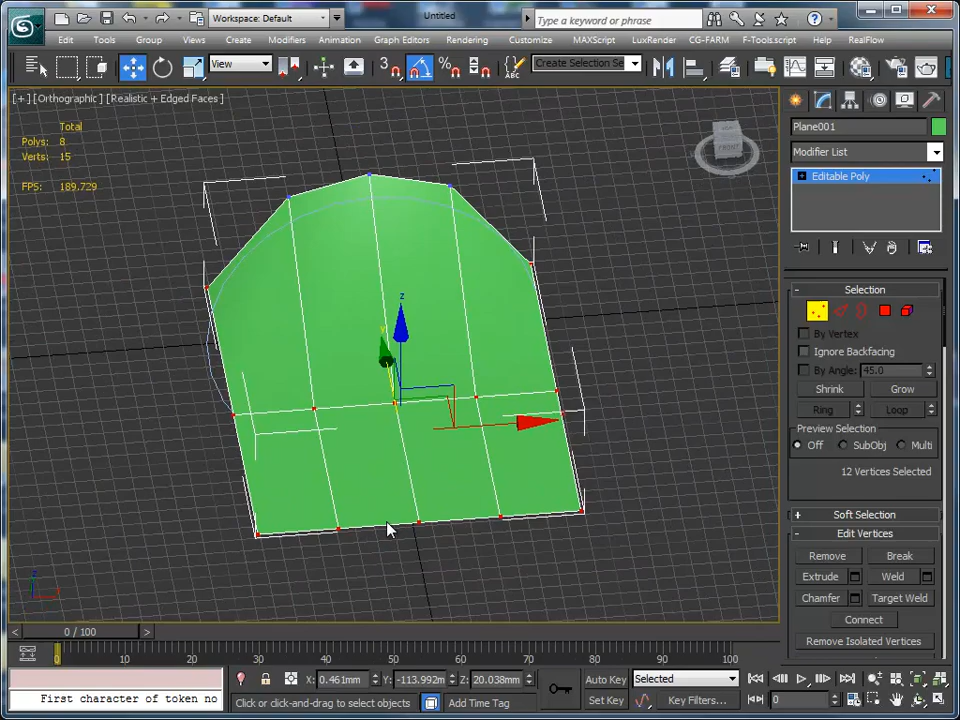 Workspace: Default
Untitled
Type a keyword or phrase
Edit Tools Group Views Create Modifiers Animation Graph Editors Rendering Customize MAXScript LuxRender CG-FARM F-Tools.script Help RealFlow
View
3
%
ABC
Create Selection Se
[+] [Orthographic] [Realistic + Edged Faces]
Total
Polys: 8
Verts: 15
FPS: 189.729
FRONT
z
y
z
Plane001
Modifier List
Editable Poly
Selection
By Vertex
Ignore Backfacing
By Angle: 45.0
Shrink Grow
Ring Loop
Preview Selection
Off SubObj Multi
12 Vertices Selected
Soft Selection
Edit Vertices
Remove Break
Extrude Weld
Chamfer Target Weld
Connect
Remove Isolated Vertices
0 / 100
0 10 20 30 40 50 60 70 80 90 100
X: 0.461mm Y: -113.992m Z: 20.038mm
Auto Key Selected
First character of token no
Click or click-and-drag to select objects
Add Time Tag
Set Key Key Filters...
0